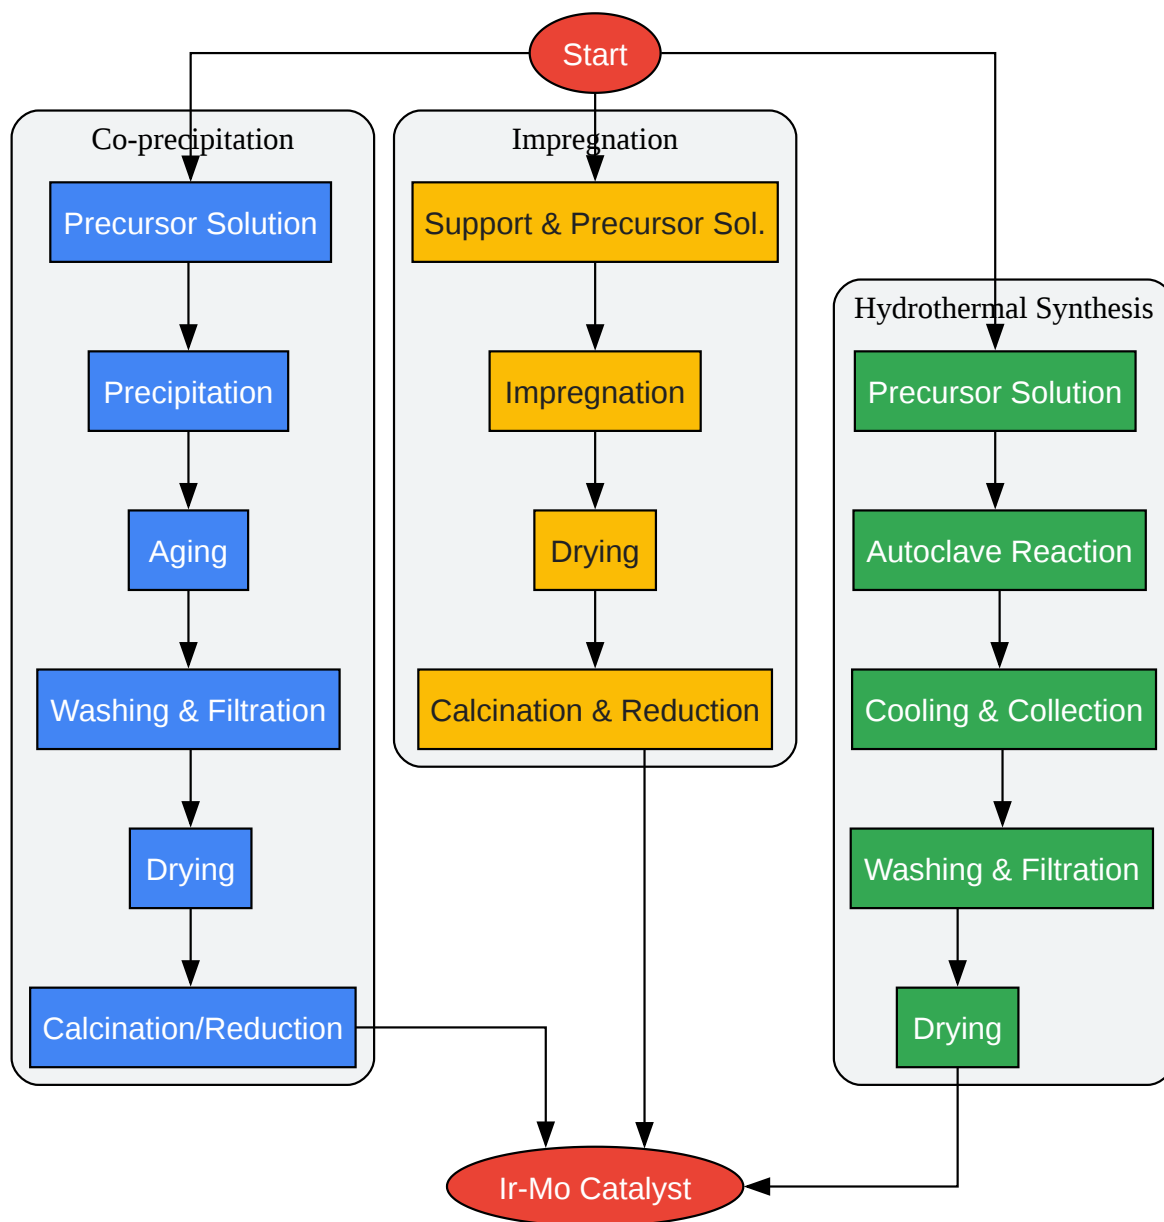 Start
Co-precipitation
Precursor Solution
Precipitation
Aging
Washing & Filtration
Drying
Calcination/Reduction
Impregnation
Support & Precursor Sol.
Impregnation
Drying
Calcination & Reduction
Hydrothermal Synthesis
Precursor Solution
Autoclave Reaction
Cooling & Collection
Washing & Filtration
Drying
Ir-Mo Catalyst